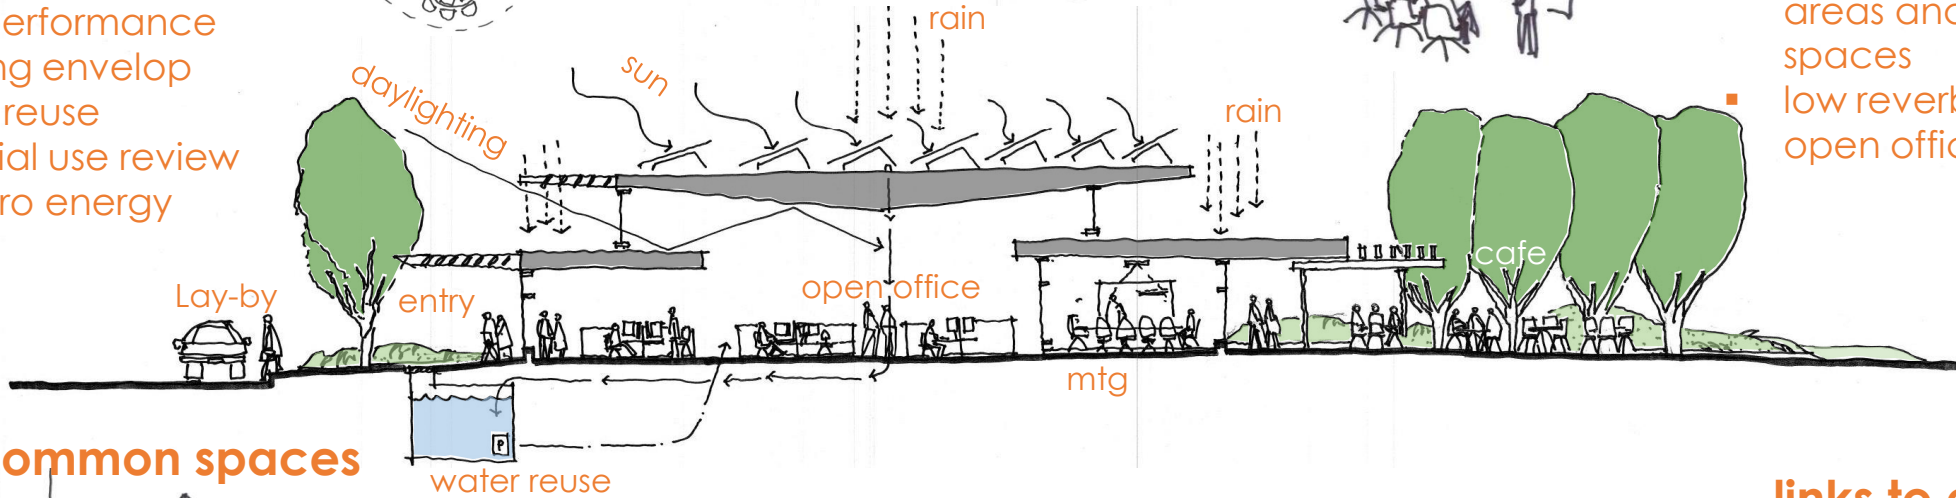 erformance
ng envelop
reuse
ial use review
ro energy
daylighting
sun
rain
rain
areas and
spaces
▪ low reverb
open offic
Lay-by
entry
open office
cafe
mtg
P
water reuse
ommon spaces
links to